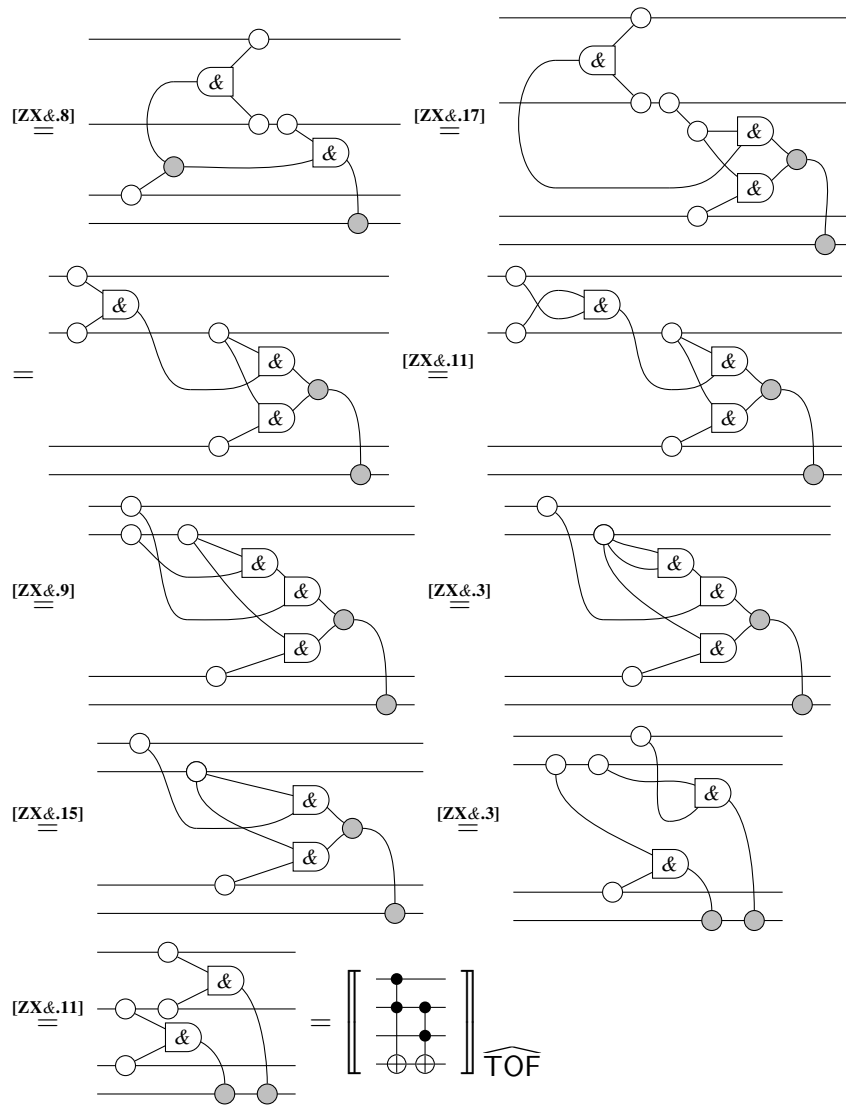 & &
[ZX&.8] = [ZX&.17] =
& &
&
& &
= & [ZX&.11] = &
& &
& &
[ZX&.9] = & & [ZX&.3] = & &
& &
[ZX&.15] = & [ZX&.3] = &
& &
[ZX&.11] = & =
&
TOF